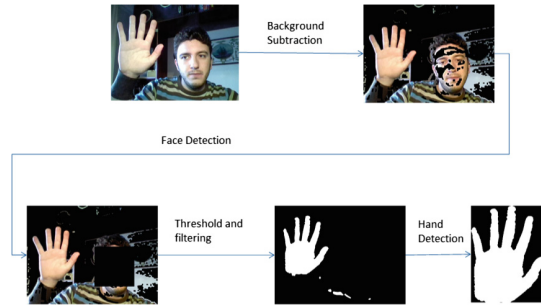 Background
Subtraction
Face Detection
Threshold and
filtering
Hand
Detection